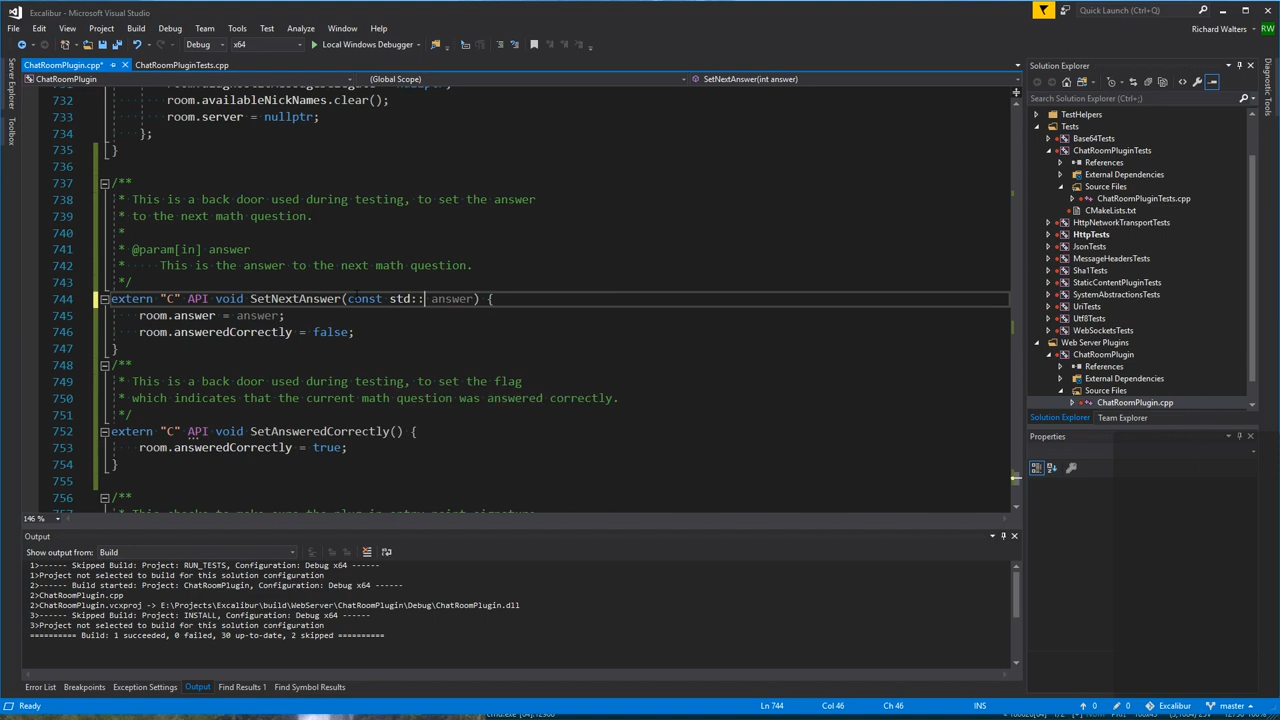 Excalibur - Microsoft Visual Studio
Quick Launch (Ctrl+Q)
File Edit View Project Build Debug Team Tools Test Analyze Window Help
Richard Walters RW
Debug x64 Local Windows Debugger
ChatRoomPlugin.cpp* ChatRoomPluginTests.cpp
ChatRoomPlugin (Global Scope) SetNextAnswer(int answer)
Server Explorer
Toolbox
732 room.availableNickNames.clear();
733 room.server = nullptr;
734 };
735 }
736
737 /**
738 * This is a back door used during testing, to set the answer
739 * to the next math question.
740 *
741 * @param[in] answer
742 * This is the answer to the next math question.
743 */
744 extern "C" API void SetNextAnswer(const std:: answer) {
745 room.answer = answer;
746 room.answeredCorrectly = false;
747 }
748 /**
749 * This is a back door used during testing, to set the flag
750 * which indicates that the current math question was answered correctly.
751 */
752 extern "C" API void SetAnsweredCorrectly() {
753 room.answeredCorrectly = true;
754 }
755
756 /**
146 %
Output
Show output from: Build
1>------ Skipped Build: Project: RUN_TESTS, Configuration: Debug x64 ------
1>Project not selected to build for this solution configuration
2>------ Build started: Project: ChatRoomPlugin, Configuration: Debug x64 ------
2>ChatRoomPlugin.cpp
2>ChatRoomPlugin.vcxproj -> E:\Projects\Excalibur\build\WebServer\ChatRoomPlugin\Debug\ChatRoomPlugin.dll
3>------ Skipped Build: Project: INSTALL, Configuration: Debug x64 ------
3>Project not selected to build for this solution configuration
========== Build: 1 succeeded, 0 failed, 30 up-to-date, 2 skipped ==========
Error List Breakpoints Exception Settings Output Find Results 1 Find Symbol Results
Solution Explorer
Search Solution Explorer (Ctrl+;)
TestHelpers
Tests
Base64Tests
ChatRoomPluginTests
References
External Dependencies
Source Files
ChatRoomPluginTests.cpp
CMakeLists.txt
HttpNetworkTransportTests
HttpTests
JsonTests
MessageHeadersTests
Sha1Tests
StaticContentPluginTests
SystemAbstractionsTests
UriTests
Utf8Tests
WebSocketsTests
Web Server Plugins
ChatRoomPlugin
References
External Dependencies
Source Files
ChatRoomPlugin.cpp
Solution Explorer Team Explorer
Properties
Diagnostic Tools
Ready Ln 744 Col 46 Ch 46 INS 0 0 Excalibur master